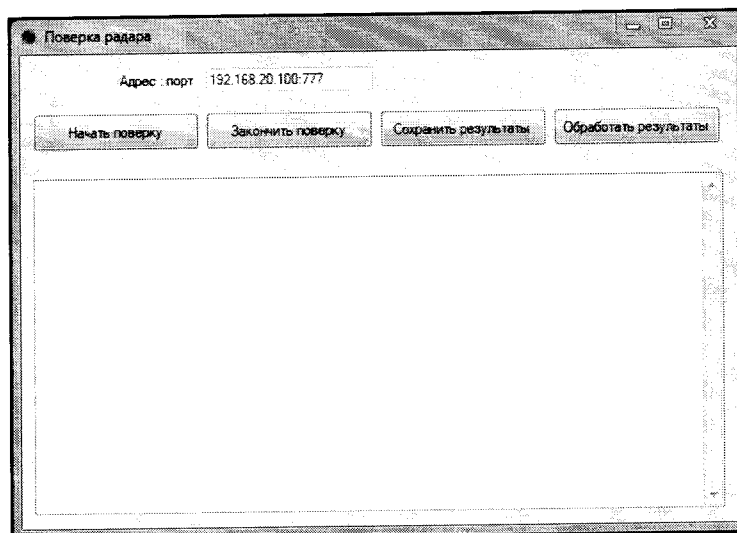 Поверка радара
Адрес : порт 192.168.20.100:777
Начать поверку Закончить поверку Сохранить результаты Обработать результаты